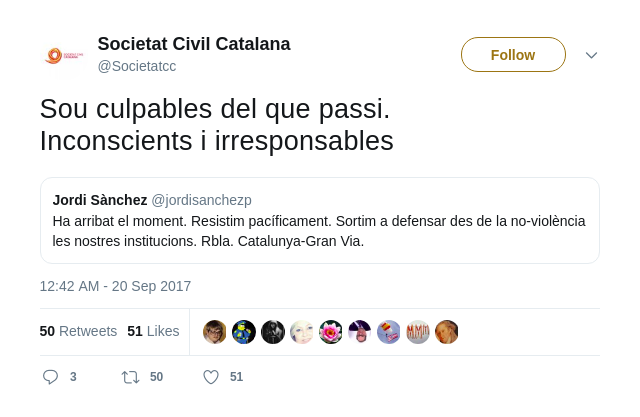 Societat Civil Catalana
@Societatcc
Follow
Sou culpables del que passi.
Inconscients i irresponsables
Jordi Sànchez @jordisanchezp
Ha arribat el moment. Resistim pacíficament. Sortim a defensar des de la no-violència
les nostres institucions. Rbla. Catalunya-Gran Via.
12:42 AM - 20 Sep 2017
50 Retweets 51 Likes
3 50 51